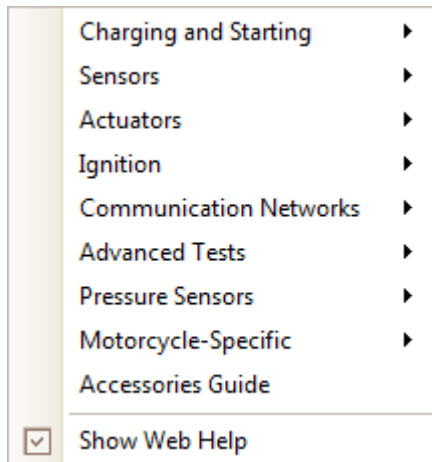 Charging and Starting
Sensors
Actuators
Ignition
Communication Networks
Advanced Tests
Pressure Sensors
Motorcycle-Specific
Accessories Guide
Show Web Help